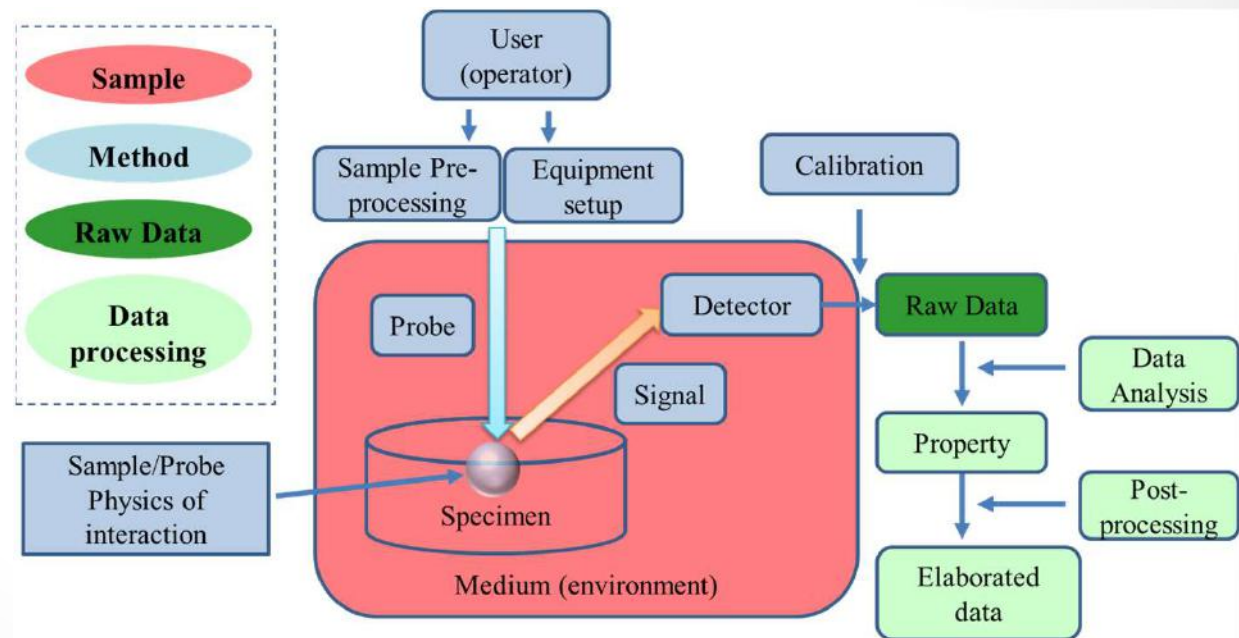 Sample
Method
Raw Data
Data
processing
User
(operator)
Sample Pre-
processing
Equipment
setup
Calibration
Probe
Detector
Signal
Raw Data
Data
Analysis
Property
Post-
processing
Elaborated
data
Sample/Probe
Physics of
interaction
Specimen
Medium (environment)